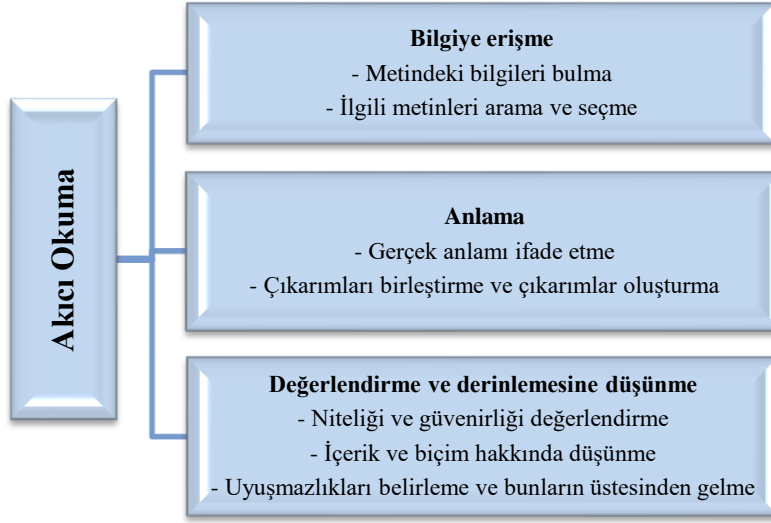 Akıcı Okuma
Bilgiye erişme
- Metindeki bilgileri bulma
- İlgili metinleri arama ve seçme
Anlama
- Gerçek anlamı ifade etme
- Çıkarımları birleştirme ve çıkarımlar oluşturma
Değerlendirme ve derinlemesine düşünme
- Niteliği ve güvenirliği değerlendirme
- İçerik ve biçim hakkında düşünme
- Uyuşmazlıkları belirleme ve bunların üstesinden gelme